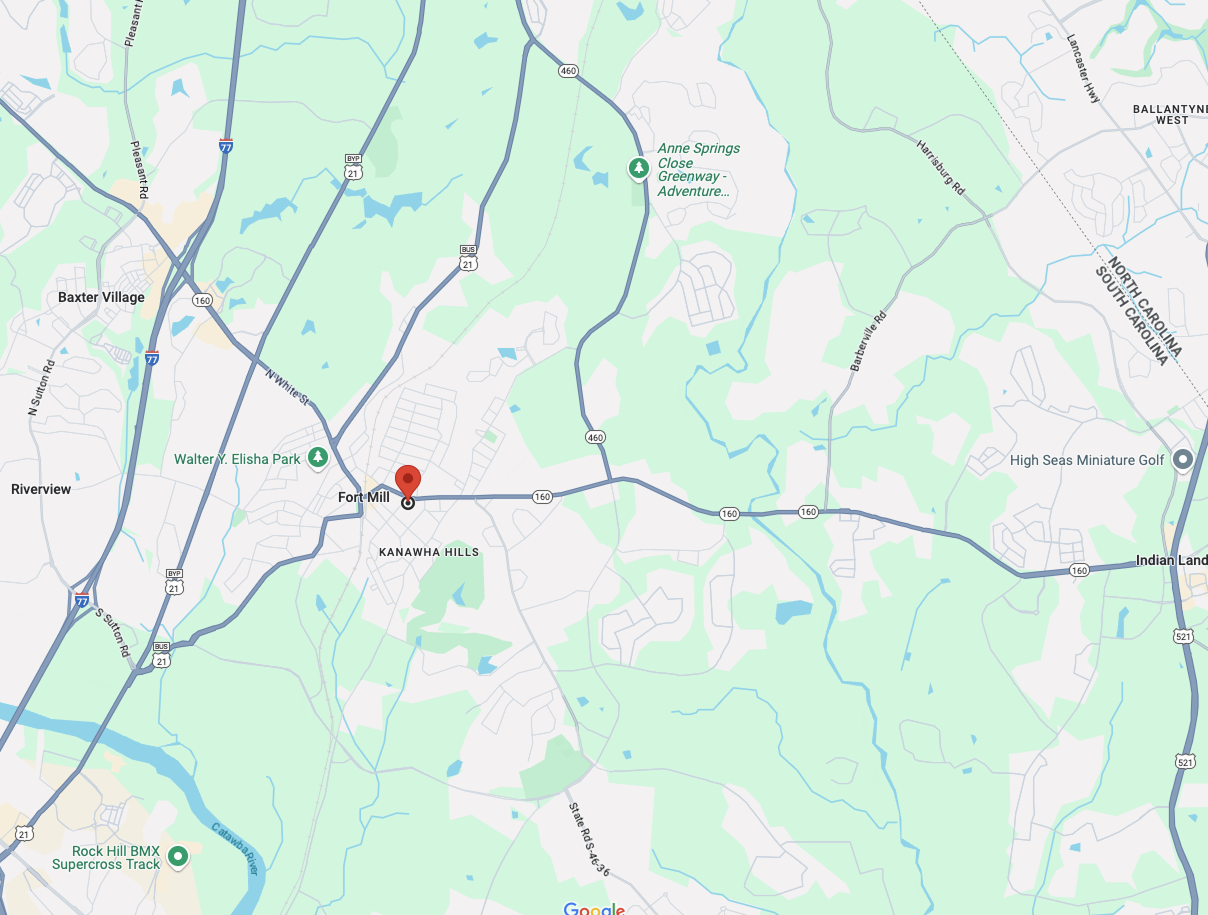 Pleasant R
Lancaster Hwy
460
BALLANTYNE
WEST
77
Pleasant Rd
BYP
21
Anne Springs
Close
Greenway -
Adventure...
Harrisburg Rd
BUS
21
NORTH CAROLINA
SOUTH CAROLINA
Baxter Village
160
77
Barberville Rd
N Sutton Rd
N White St
460
Walter Y. Elisha Park
High Seas Miniature Golf
Riverview
Fort Mill
160
160
160
KANAWHA HILLS
Indian Land
160
BYP
21
77
S Sutton Rd
521
BUS
21
521
21
Catawba River
State Rd S-46-36
Rock Hill BMX
Supercross Track
Google